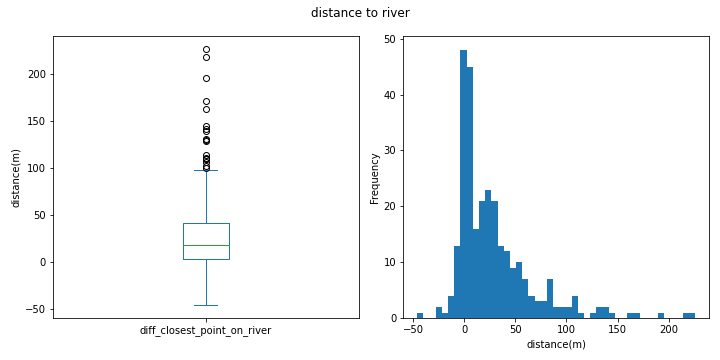 distance to river
distance(m)
200
150
100
50
0
−50
diff_closest_point_on_river
Frequency
50
40
30
20
10
0
−50 0 50 100 150 200
distance(m)